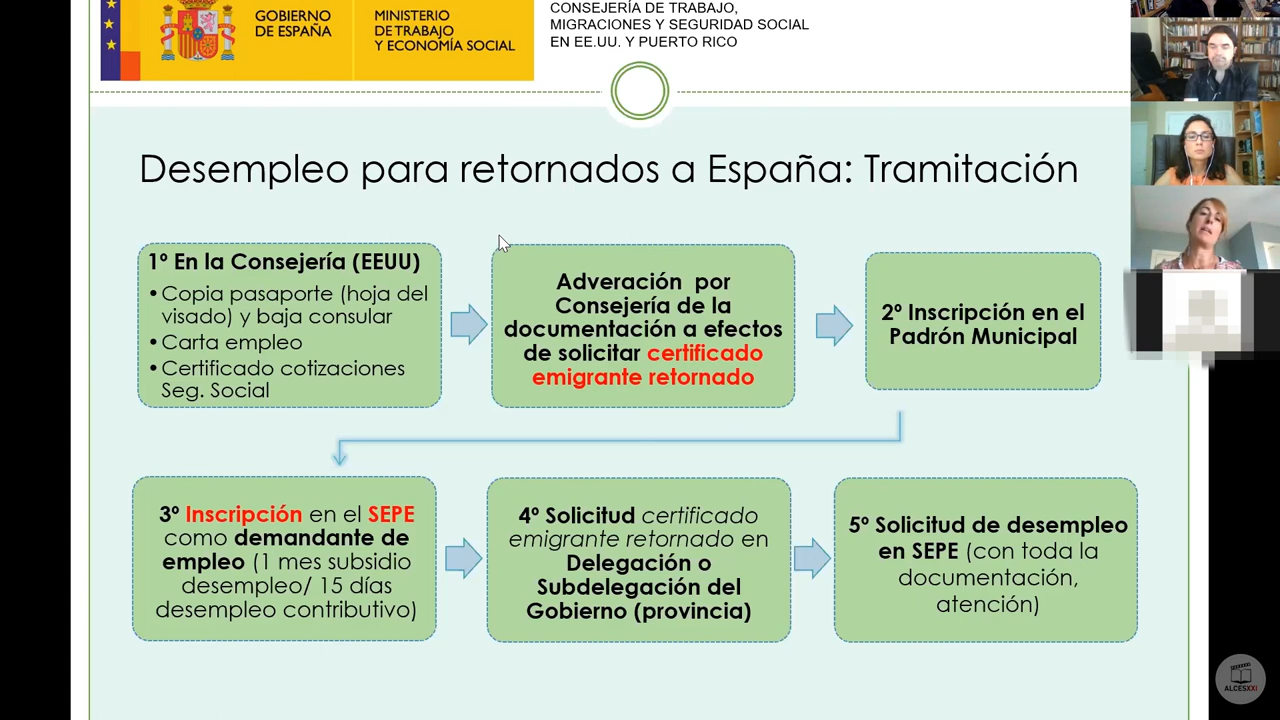 GOBIERNO
DE ESPAÑA
MINISTERIO
DE TRABAJO
Y ECONOMÍA SOCIAL
CONSEJERÍA DE TRABAJO,
MIGRACIONES Y SEGURIDAD SOCIAL
EN EE.UU. Y PUERTO RICO
Desempleo para retornados a España: Tramitación
1º En la Consejería (EEUU)
• Copia pasaporte (hoja del
visado) y baja consular
• Carta empleo
• Certificado cotizaciones
Seg. Social
Adveración por
Consejería de la
documentación a efectos
de solicitar certificado
emigrante retornado
2º Inscripción en el
Padrón Municipal
3º Inscripción en el SEPE
como demandante de
empleo (1 mes subsidio
desempleo/ 15 días
desempleo contributivo)
4º Solicitud certificado
emigrante retornado en
Delegación o
Subdelegación del
Gobierno (provincia)
5º Solicitud de desempleo
en SEPE (con toda la
documentación,
atención)
ALCESXXI